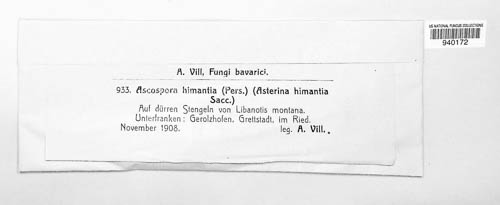 US NATIONAL FUNGUS COLLECTIONS
940172
A. Vill, Fungi bavarici.
933. Ascospora himantia (Pers.) (Asterina himantia
Sacc.)
Auf dürren Stengeln von Libanotis montana.
Unterfranken: Gerolzhofen, Grettstadt, im Ried.
November 1908. leg. A. Vill.